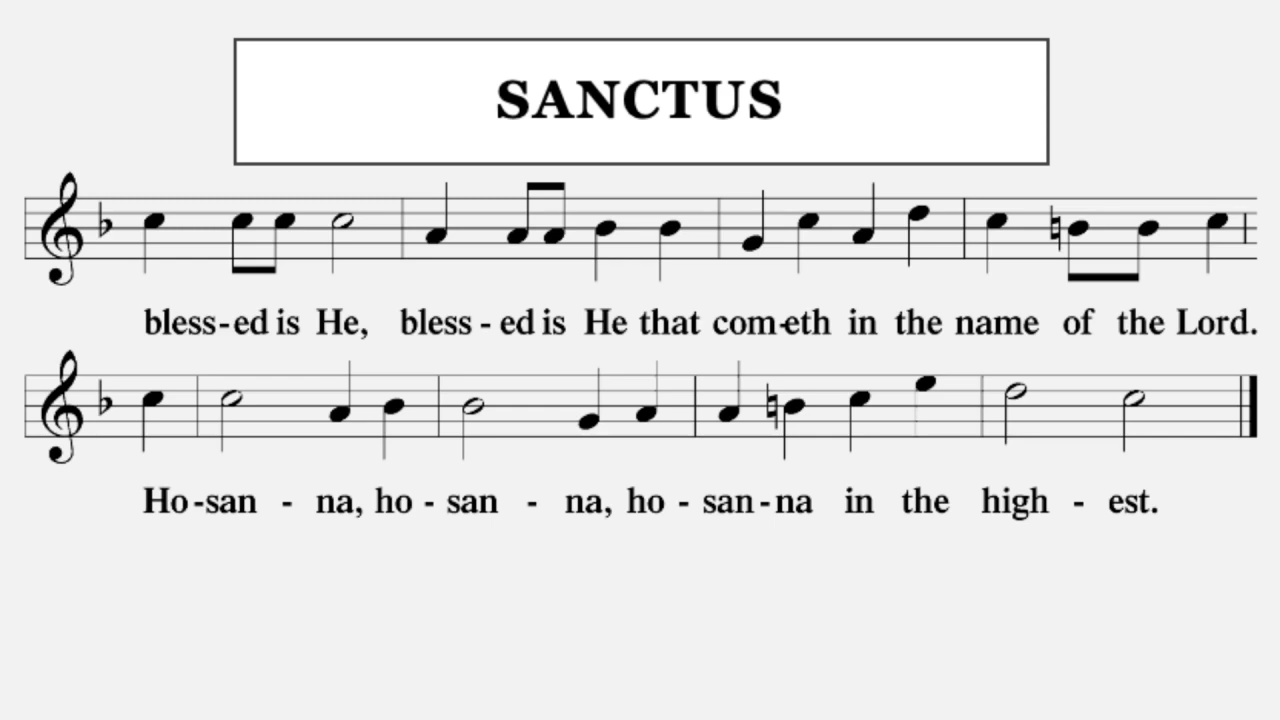 SANCTUS
bless-ed is He, bless - ed is He that com-eth in the name of the Lord.
Ho-san - na, ho - san - na, ho - san-na in the high - est.